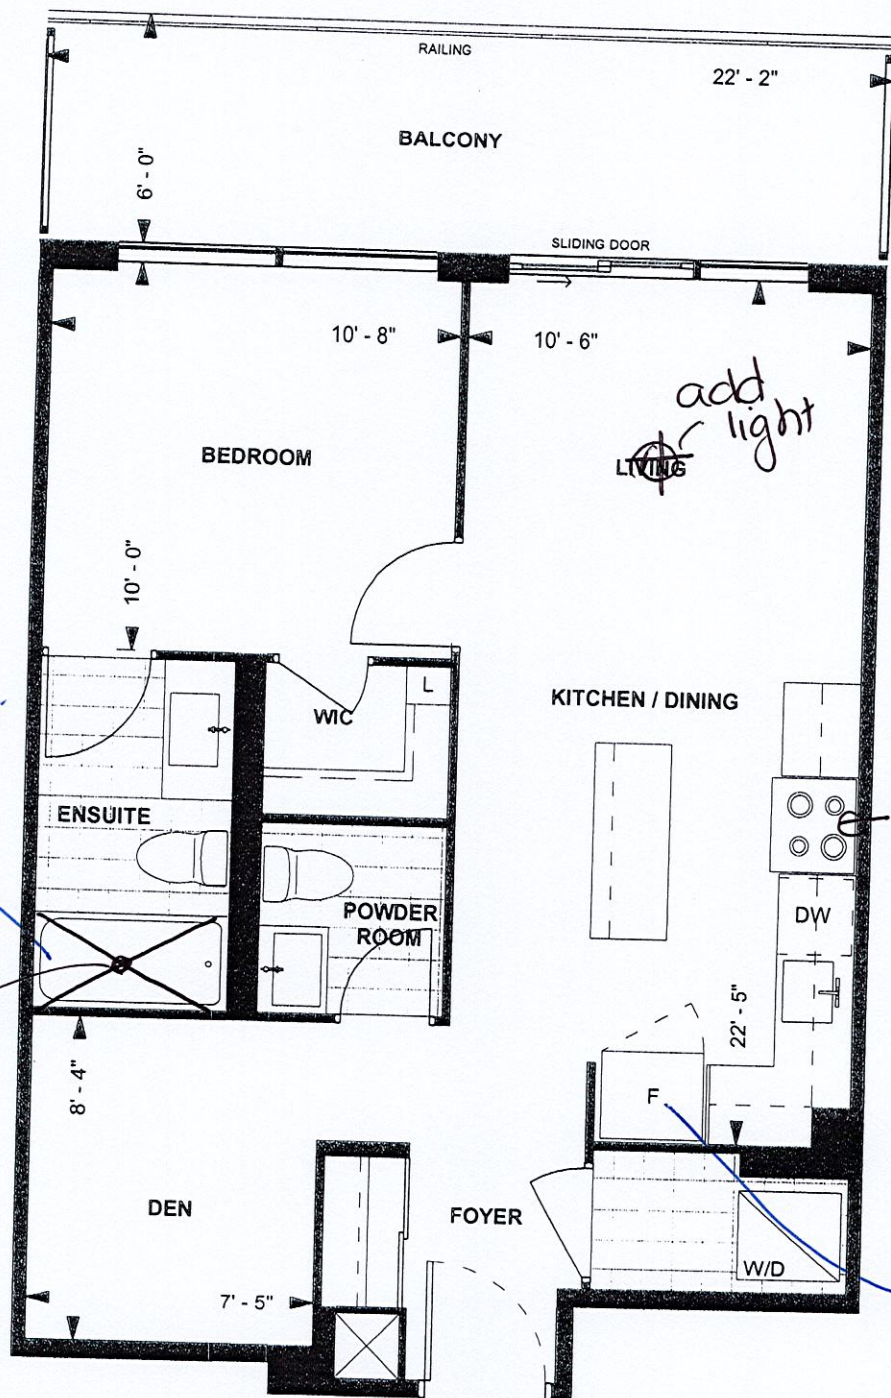 RAILING
22' - 2"
BALCONY
6' - 0"
SLIDING DOOR
10' - 8"
10' - 6"
add
light
BEDROOM
LIVING
10' - 0"
L
WIC
KITCHEN / DINING
ENSUITE
POWDER
ROOM
DW
22' - 5"
8' - 4"
F
DEN
FOYER
W/D
7' - 5"